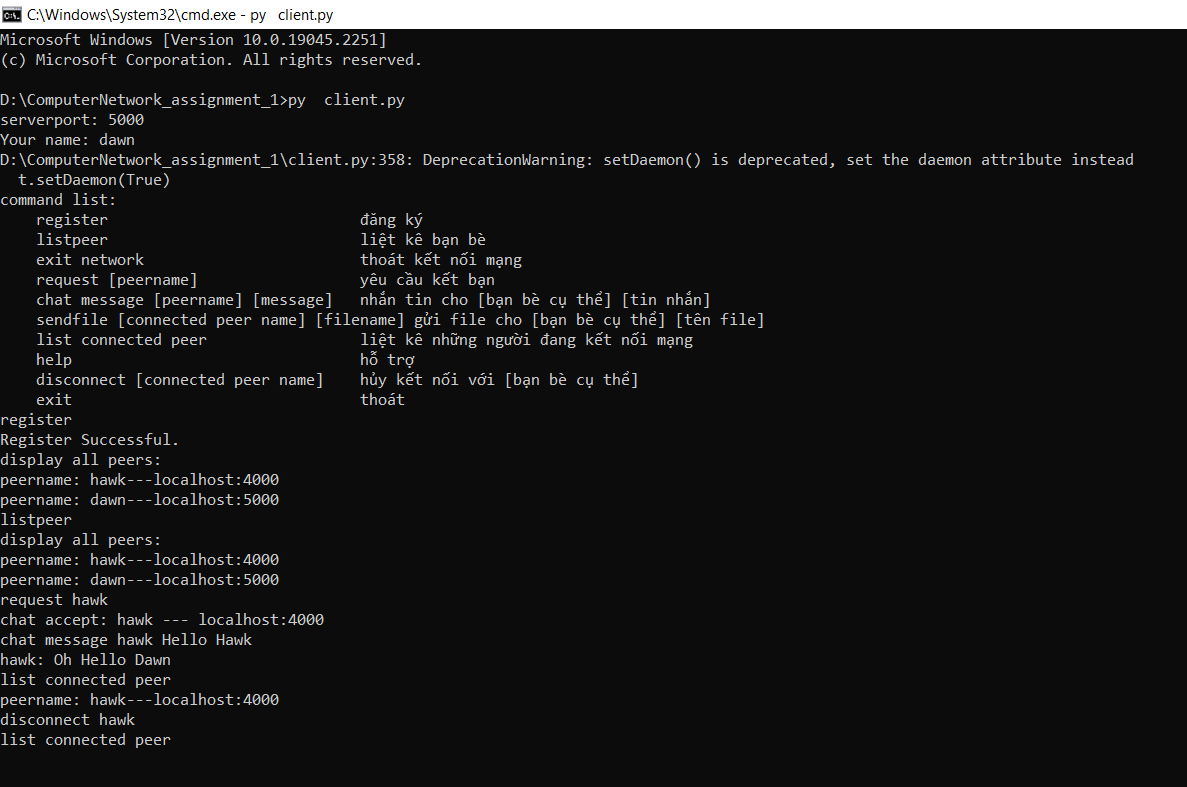 C:\Windows\System32\cmd.exe - py  client.py
Microsoft Windows [Version 10.0.19045.2251]
(c) Microsoft Corporation. All rights reserved.
D:\ComputerNetwork_assignment_1>py  client.py
serverport: 5000
Your name: dawn
D:\ComputerNetwork_assignment_1\client.py:358: DeprecationWarning: setDaemon() is deprecated, set the daemon attribute instead
  t.setDaemon(True)
command list:
    register                            đăng ký
    listpeer                            liệt kê bạn bè
    exit network                        thoát kết nối mạng
    request [peername]                  yêu cầu kết bạn
    chat message [peername] [message]   nhắn tin cho [bạn bè cụ thể] [tin nhắn]
    sendfile [connected peer name] [filename] gửi file cho [bạn bè cụ thể] [tên file]
    list connected peer                 liệt kê những người đang kết nối mạng
    help                                hỗ trợ
    disconnect [connected peer name]    hủy kết nối với [bạn bè cụ thể]
    exit                                thoát
register
Register Successful.
display all peers:
peername: hawk---localhost:4000
peername: dawn---localhost:5000
listpeer
display all peers:
peername: hawk---localhost:4000
peername: dawn---localhost:5000
request hawk
chat accept: hawk --- localhost:4000
chat message hawk Hello Hawk
hawk: Oh Hello Dawn
list connected peer
peername: hawk---localhost:4000
disconnect hawk
list connected peer